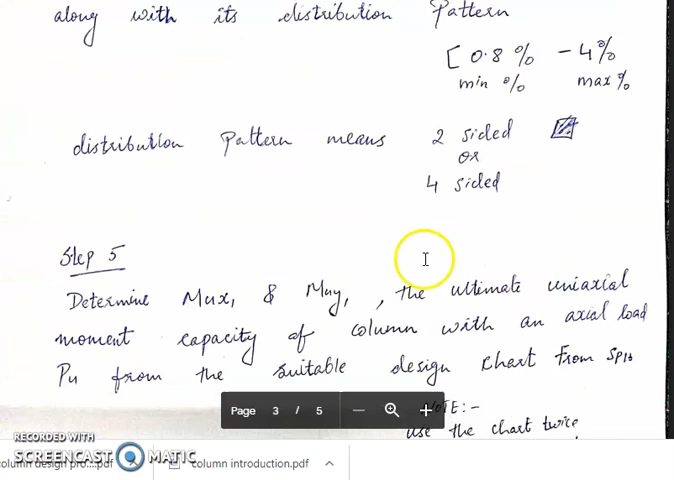 along with its distribution Pattern
[ 0.8 % - 4%
min % max %
distribution Pattern means 2 sided
or
4 sided
Step 5
Determine Mux, & Muy, , the ultimate uniaxial
moment capacity of column with an axial load
Pu from the suitable design chart From SP16
NOTE:-
use the chart twice
Page 3 / 5
RECORDED WITH
SCREENCAST MATIC
column design pro....pdf
column introduction.pdf